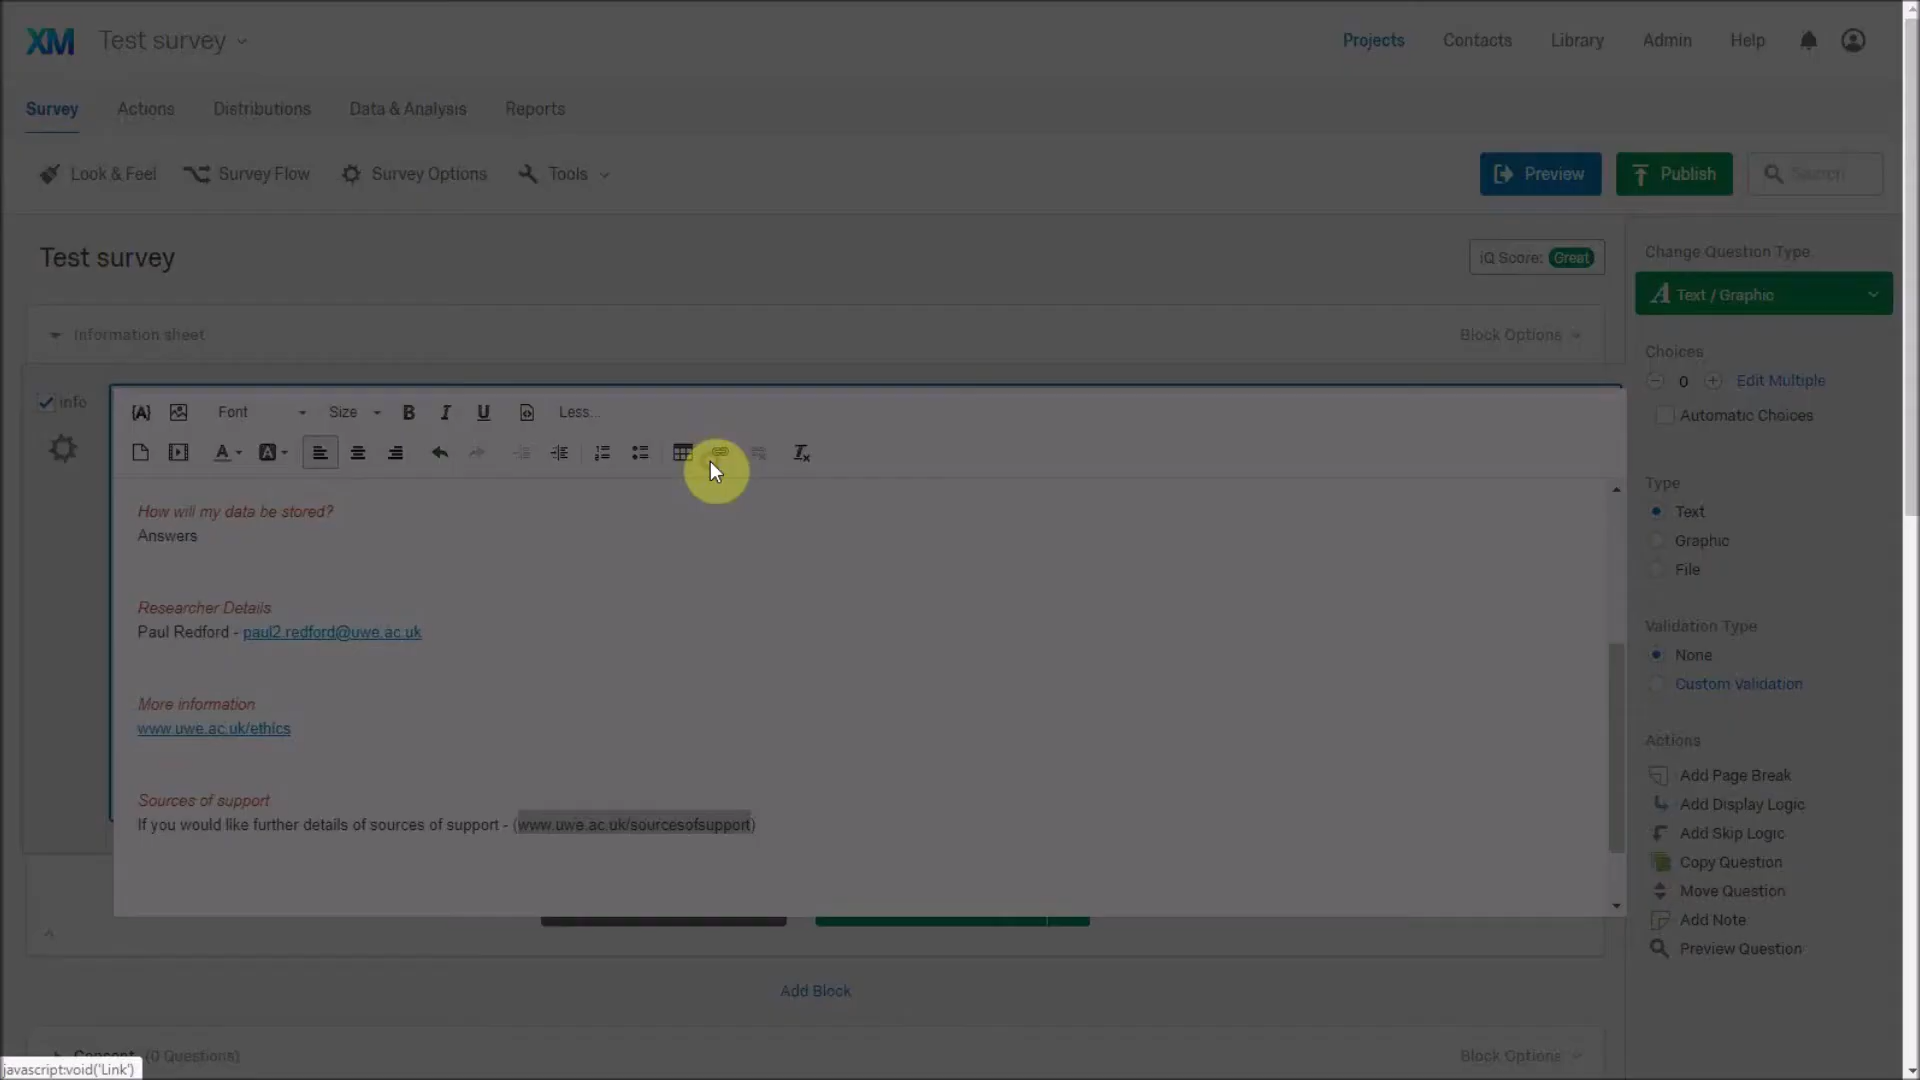 XM Test survey
Projects
Contacts
Library
Admin
Help
Survey
Actions
Distributions
Data & Analysis
Reports
Look & Feel
Survey Flow
Survey Options
Tools
Preview
Publish
Search
Test survey
iQ Score: Great
Information sheet
Block Options
info
Font
Size
B
I
U
Less...
How will my data be stored?
Answers
Researcher Details
Paul Redford - paul2.redford@uwe.ac.uk
More information
www.uwe.ac.uk/ethics
Sources of support
If you would like further details of sources of support - (www.uwe.ac.uk/sourcesofsupport)
Add Block
Consent (0 Questions)
Block Options
javascript:void('Link')
Change Question Type
Text / Graphic
Choices
0
Edit Multiple
Automatic Choices
Type
Text
Graphic
File
Validation Type
None
Custom Validation
Actions
Add Page Break
Add Display Logic
Add Skip Logic
Copy Question
Move Question
Add Note
Preview Question